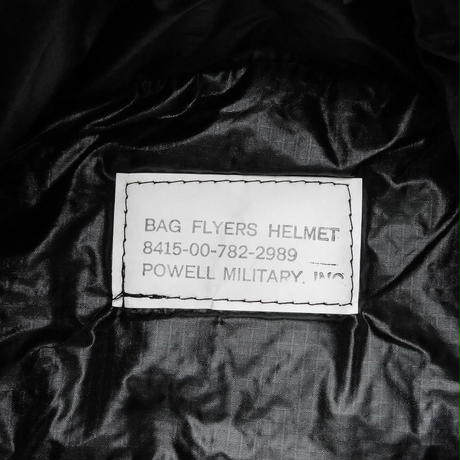 BAG FLYERS HELMET
8415-00-782-2989
POWELL MILITARY. INC